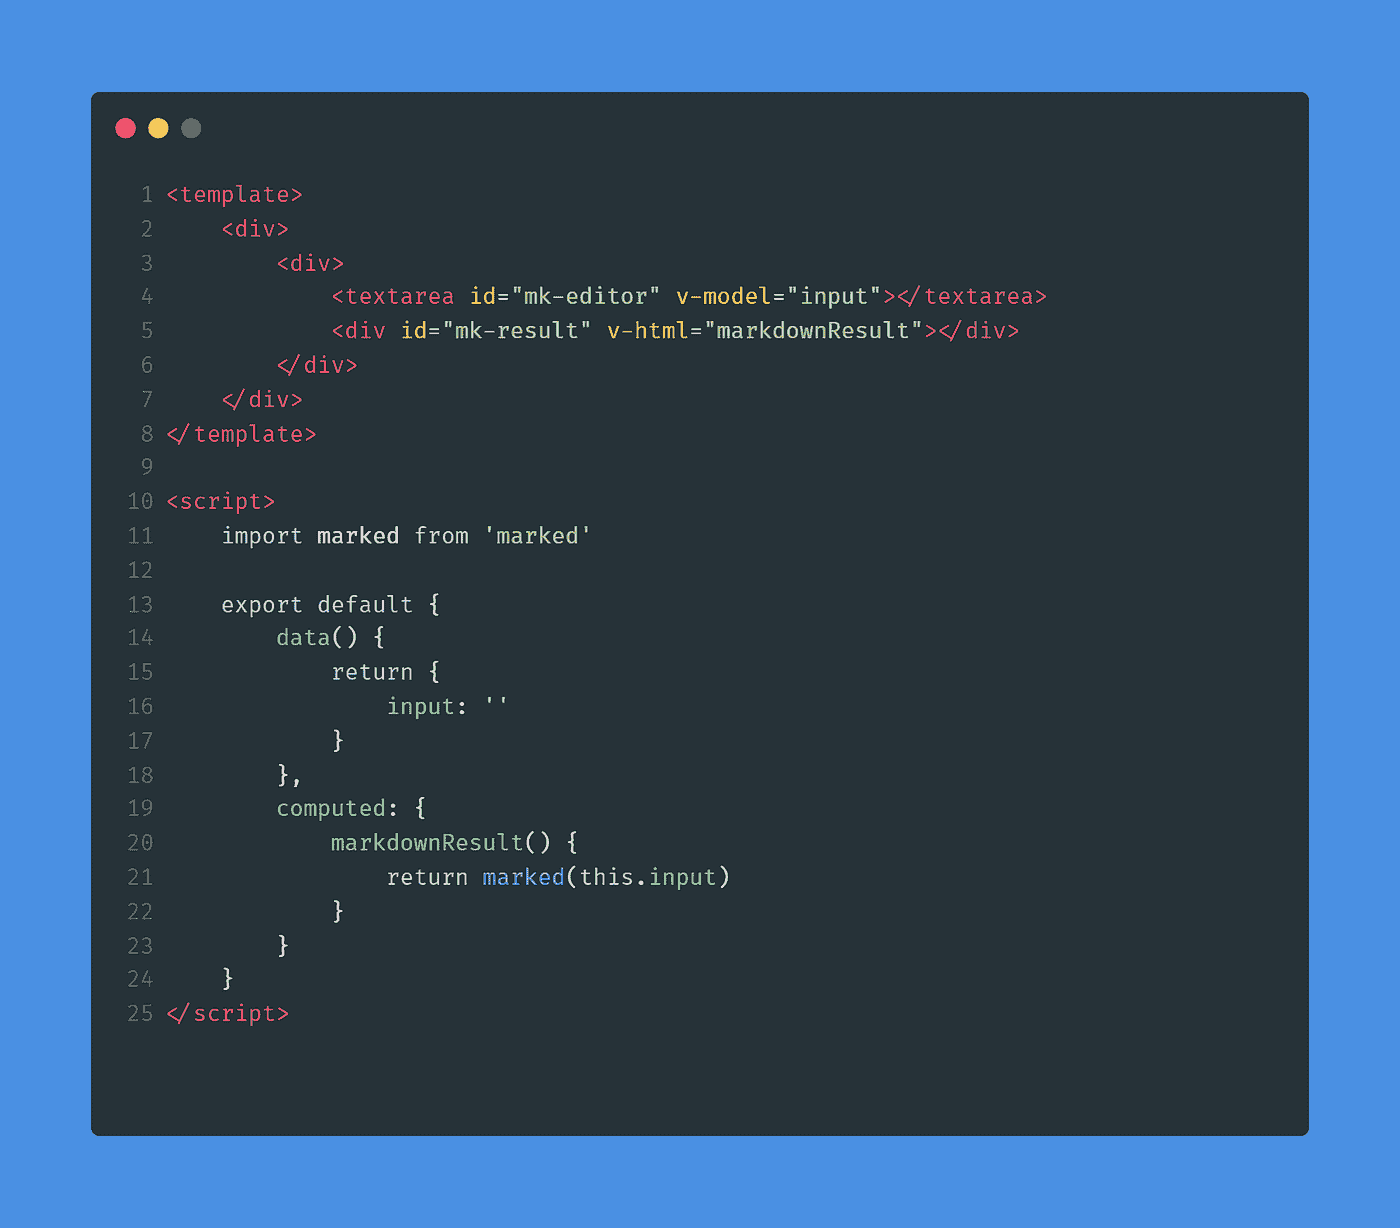 1 <template>
2     <div>
3         <div>
4             <textarea id="mk-editor" v-model="input"></textarea>
5             <div id="mk-result" v-html="markdownResult"></div>
6         </div>
7     </div>
8 </template>
9
10 <script>
11     import marked from 'marked'
12
13     export default {
14         data() {
15             return {
16                 input: ''
17             }
18         },
19         computed: {
20             markdownResult() {
21                 return marked(this.input)
22             }
23         }
24     }
25 </script>